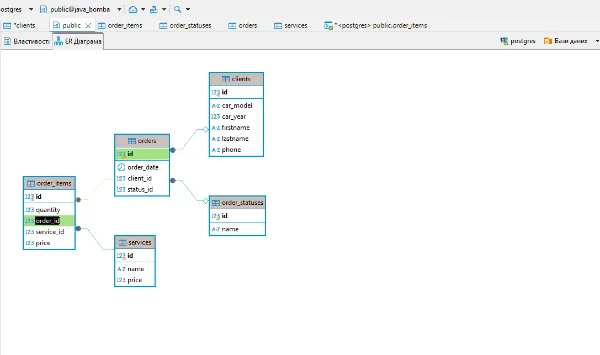 ostgres
public@java_bomba
*clients
public
order_items
order_statuses
orders
services
*<postgres> public.order_items
Властивості
ER Діаграма
postgres
Бази даних
clients
123 id
A-Z car_model
123 car_year
A-Z firstname
A-Z lastname
A-Z phone
orders
123 id
order_date
123 client_id
123 status_id
order_items
123 id
123 quantity
123 order_id
123 service_id
123 price
order_statuses
123 id
A-Z name
services
123 id
A-Z name
123 price